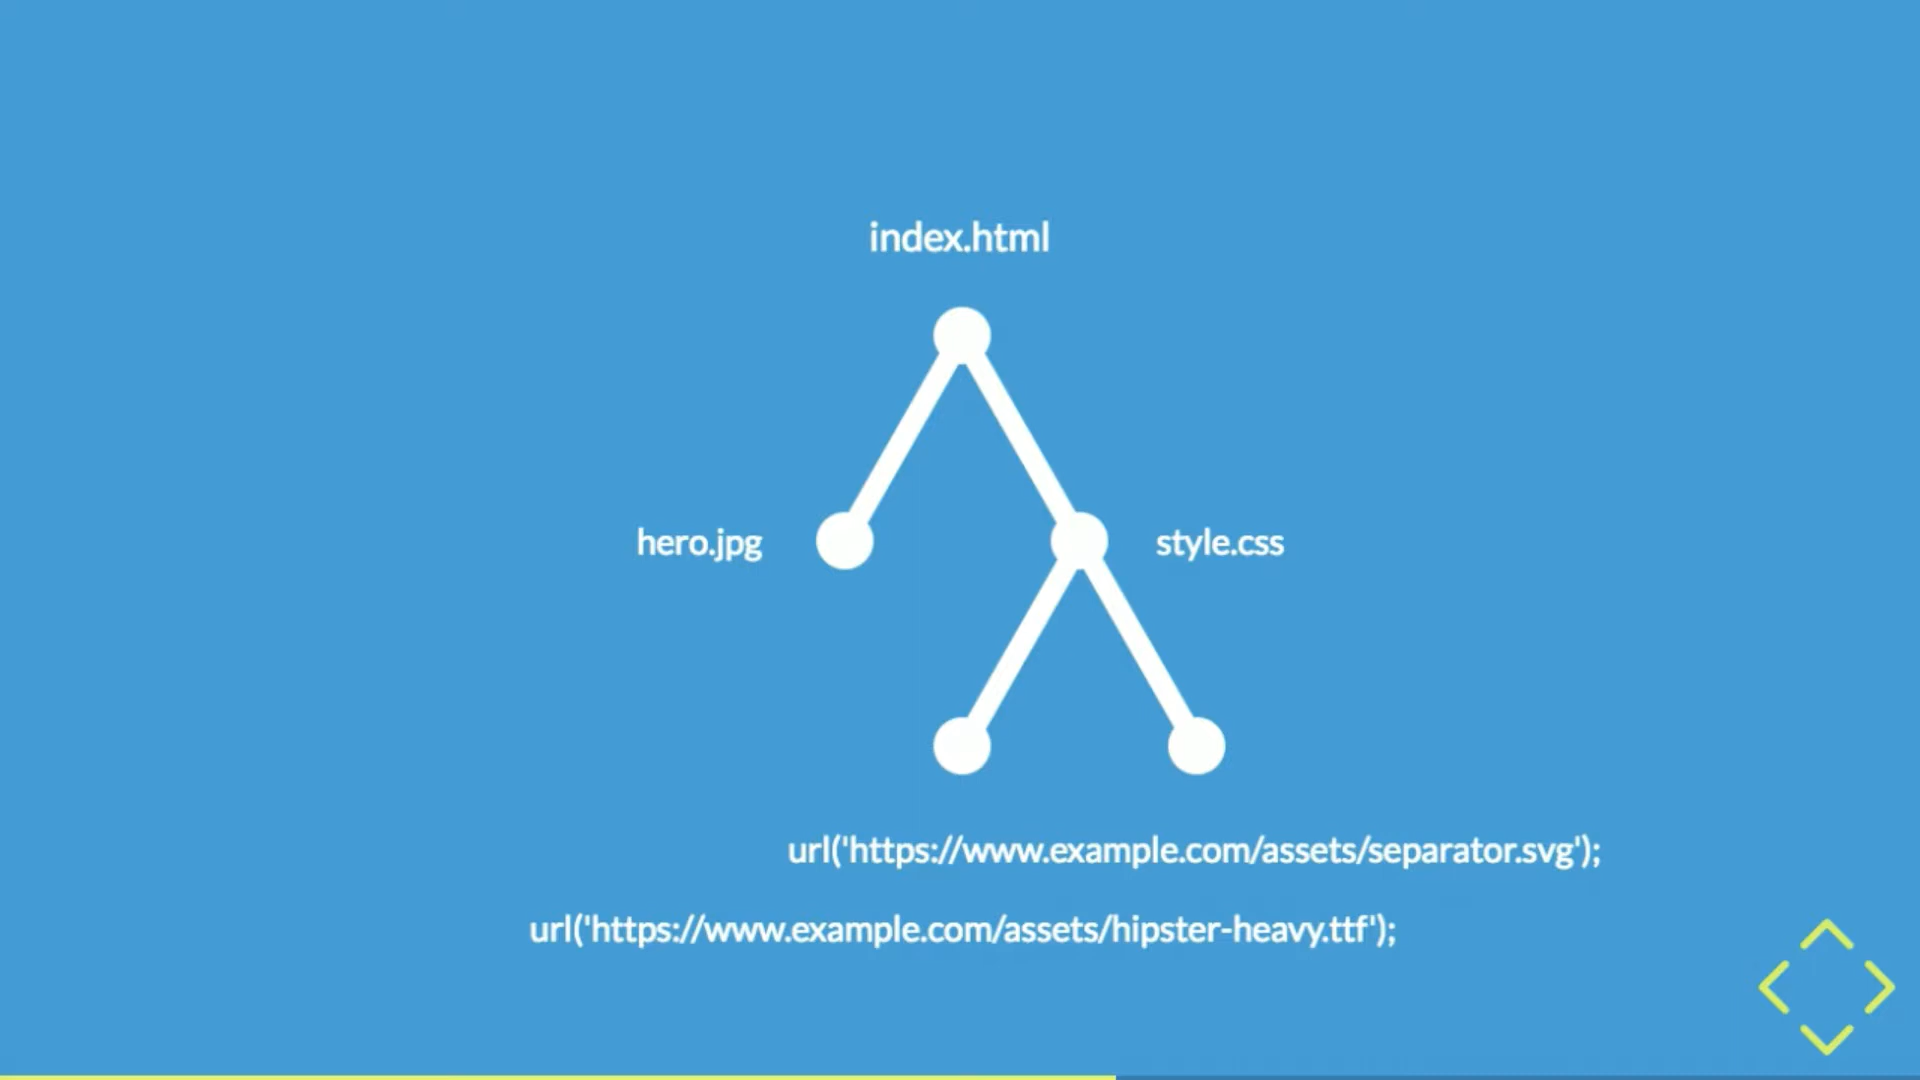 index.html
hero.jpg
style.css
url('https://www.example.com/assets/separator.svg');
url('https://www.example.com/assets/hipster-heavy.ttf');